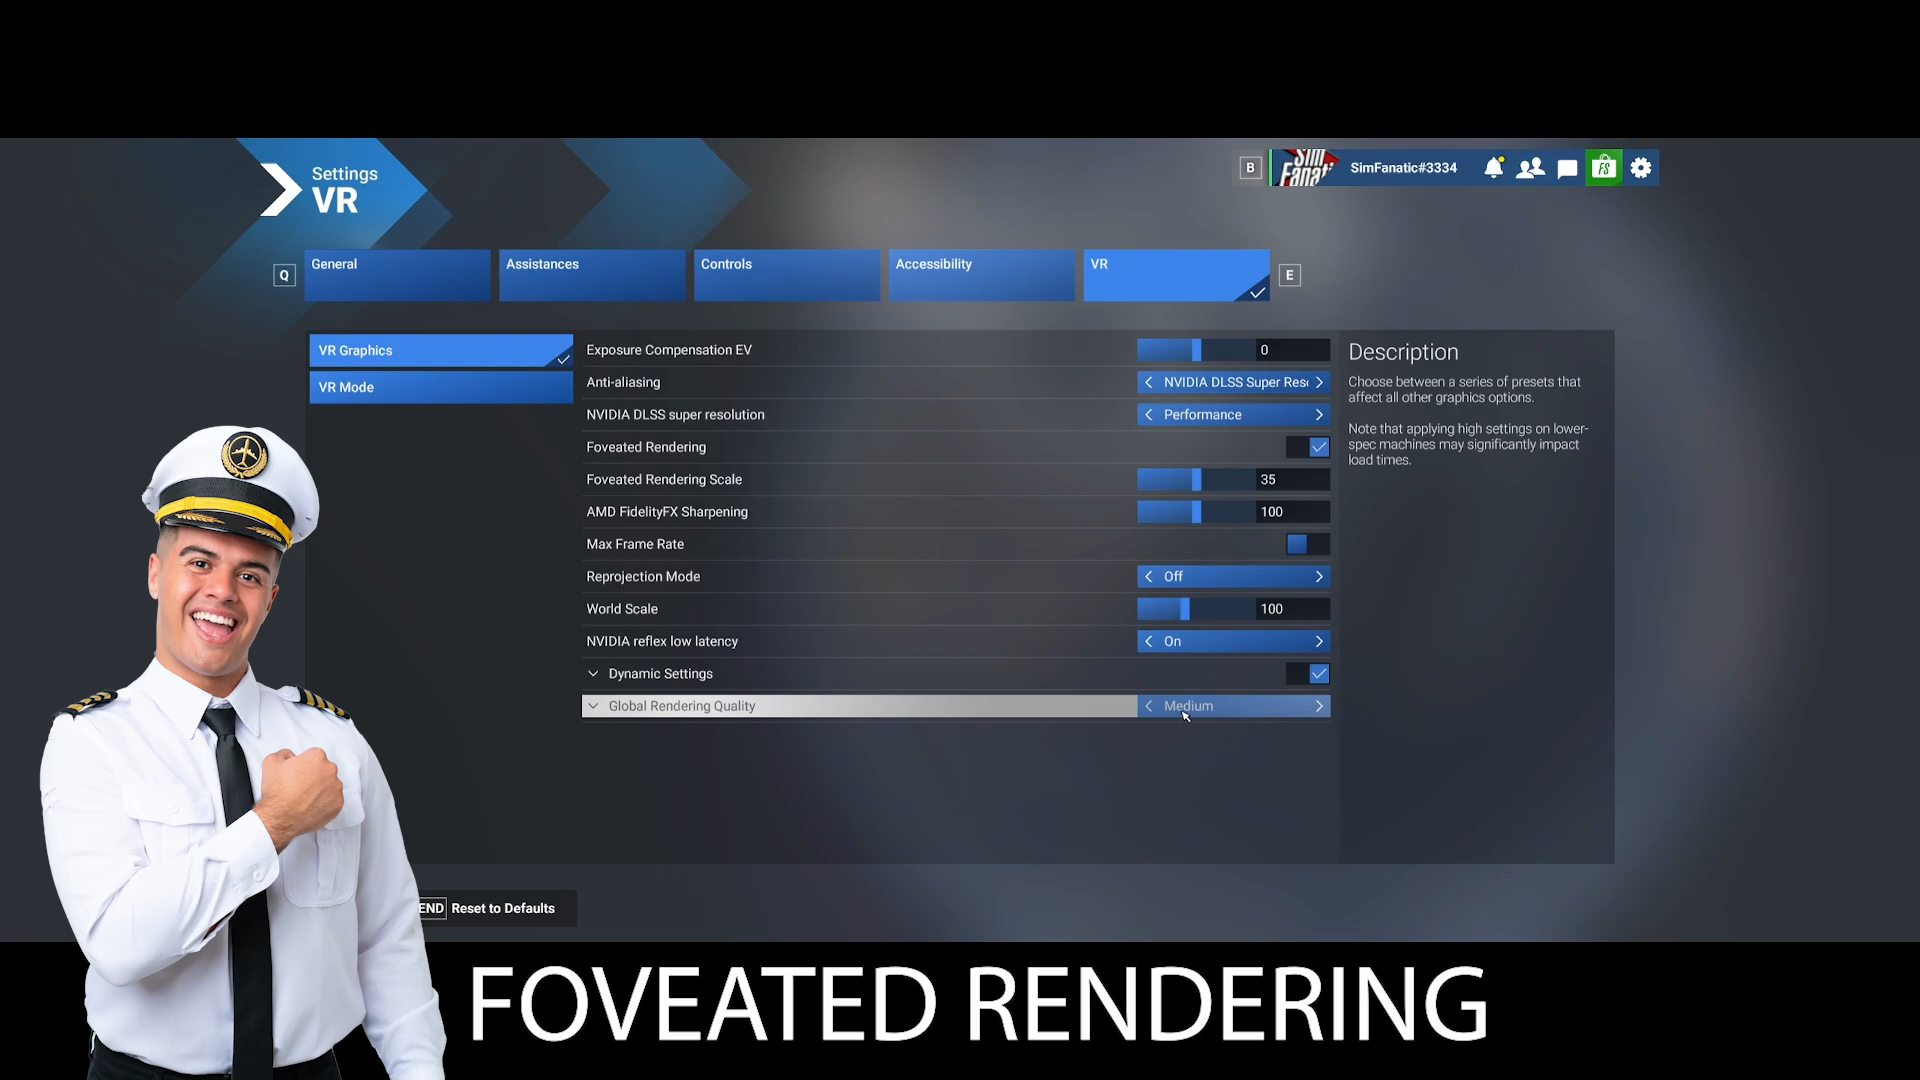 Settings
VR
B
Sim
Fanat
SimFanatic#3334
FS
Q
General
Assistances
Controls
Accessibility
VR
E
VR Graphics
VR Mode
Exposure Compensation EV
0
Anti-aliasing
NVIDIA DLSS Super Res
NVIDIA DLSS super resolution
Performance
Foveated Rendering
Foveated Rendering Scale
35
AMD FidelityFX Sharpening
100
Max Frame Rate
Reprojection Mode
Off
World Scale
100
NVIDIA reflex low latency
On
Dynamic Settings
Global Rendering Quality
Medium
Description
Choose between a series of presets that
affect all other graphics options.
Note that applying high settings on lower-
spec machines may significantly impact
load times.
END Reset to Defaults
FOVEATED RENDERING